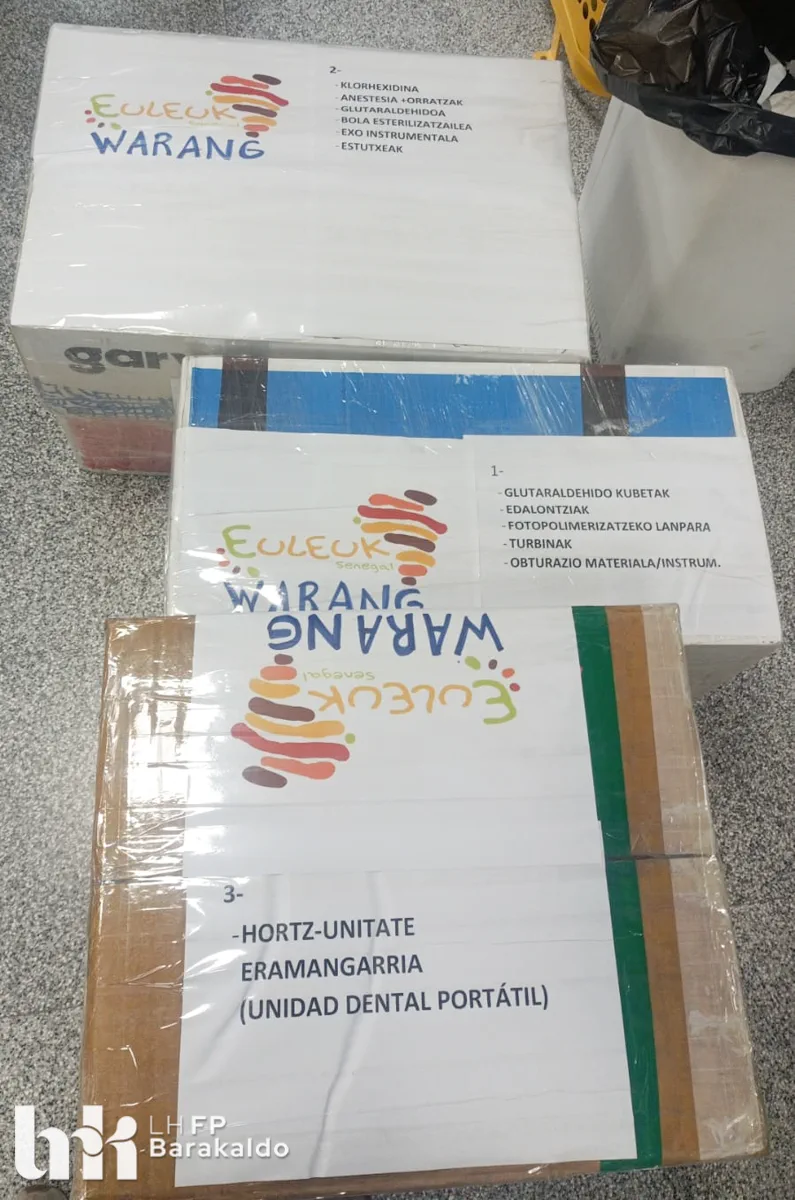 EULEUK
WARANG
2-
- KLORHEXIDINA
- ANESTESIA +ORRATZAK
- GLUTARALDEHIDOA
- BOLA ESTERILIZATZAILEA
- EXO INSTRUMENTALA
- ESTUTXEAK
1-
- GLUTARALDEHIDO KUBETAK
- EDALONTZIAK
- FOTOPOLIMERIZATZEKO LANPARA
- TURBINAK
- OBTURAZIO MATERIALA/INSTRUM.
EULEUK
senegal
WARANG
EULEUK
senegal
WARANG
3-
-HORTZ-UNITATE
ERAMANGARRIA
(UNIDAD DENTAL PORTÁTIL)
LH FP
Barakaldo